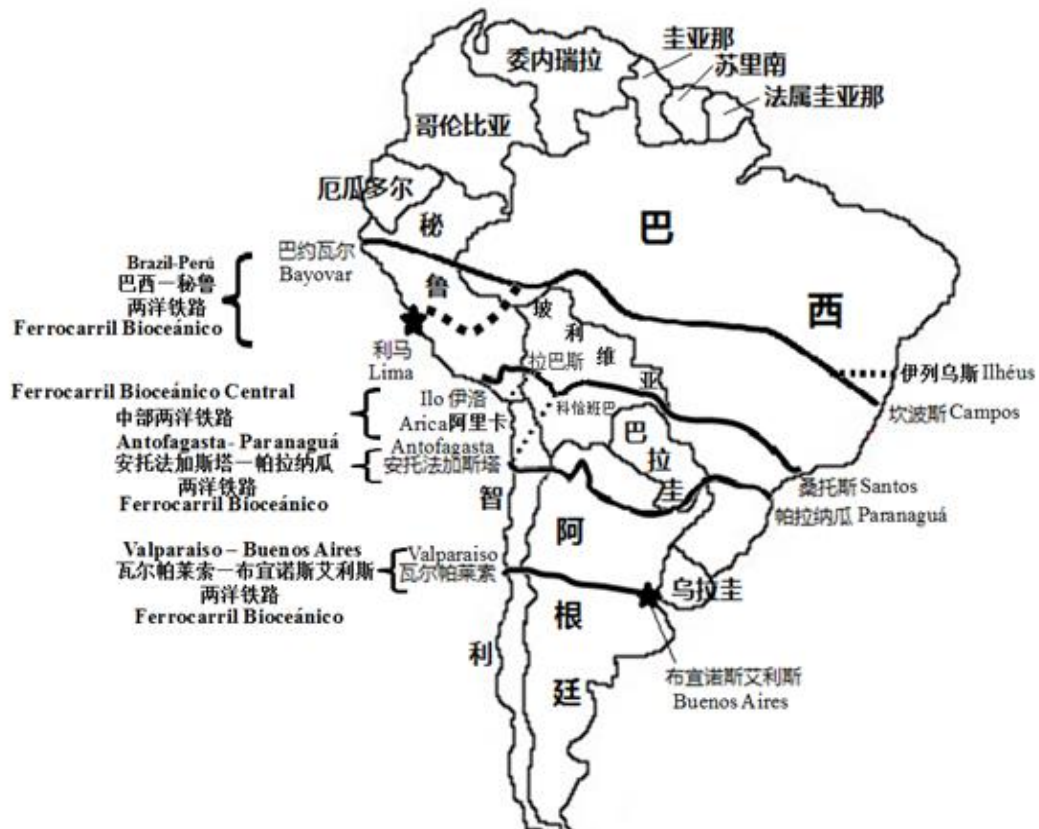 委内瑞拉
圭亚那
苏里南
法属圭亚那
哥伦比亚
厄瓜多尔
秘
鲁
巴
西
巴约瓦尔
Bayovar
Brazil-Perú
巴西一秘鲁
两洋铁路
Ferrocarril Bioceánico
利马
Lima
坡
利
维
亚
拉巴斯
科恰班巴
伊列乌斯 Ilhéus
坎波斯 Campos
Ferrocarril Bioceánico Central
中部两洋铁路
Ilo 伊洛
Arica 阿里卡
Antofagasta- Paranaguá
安托法加斯塔一帕拉纳瓜
两洋铁路
Ferrocarril Bioceánico
Antofagasta
安托法加斯塔
巴
拉
圭
桑托斯 Santos
帕拉纳瓜 Paranaguá
智
利
阿
根
廷
Valparaiso – Buenos Aires
瓦尔帕莱索一布宜诺斯艾利斯
两洋铁路
Ferrocarril Bioceánico
Valparaiso
瓦尔帕莱索
乌拉圭
布宜诺斯艾利斯
Buenos Aires